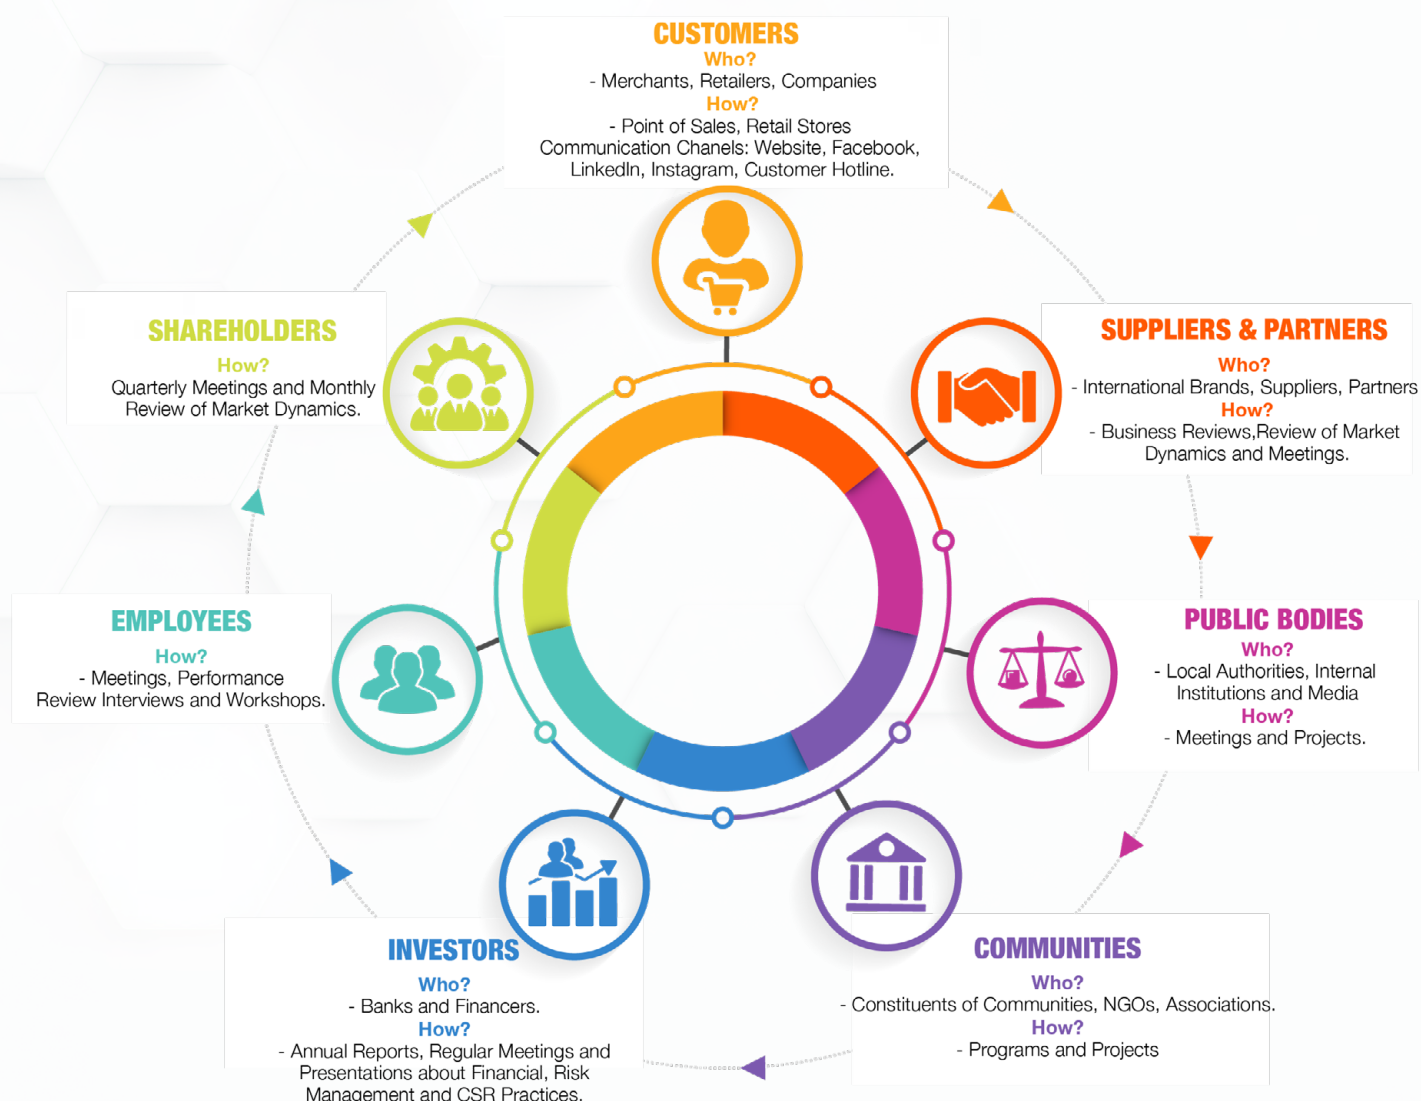 CUSTOMERS
Who?
- Merchants, Retailers, Companies
How?
- Point of Sales, Retail Stores
Communication Chanels: Website, Facebook,
LinkedIn, Instagram, Customer Hotline.
SUPPLIERS & PARTNERS
Who?
- International Brands, Suppliers, Partners
How?
- Business Reviews,Review of Market
Dynamics and Meetings.
PUBLIC BODIES
Who?
- Local Authorities, Internal
Institutions and Media
How?
- Meetings and Projects.
COMMUNITIES
Who?
- Constituents of Communities, NGOs, Associations.
How?
- Programs and Projects
INVESTORS
Who?
- Banks and Financers.
How?
- Annual Reports, Regular Meetings and
Presentations about Financial, Risk
Management and CSR Practices.
EMPLOYEES
How?
- Meetings, Performance
Review Interviews and Workshops.
SHAREHOLDERS
How?
Quarterly Meetings and Monthly
Review of Market Dynamics.